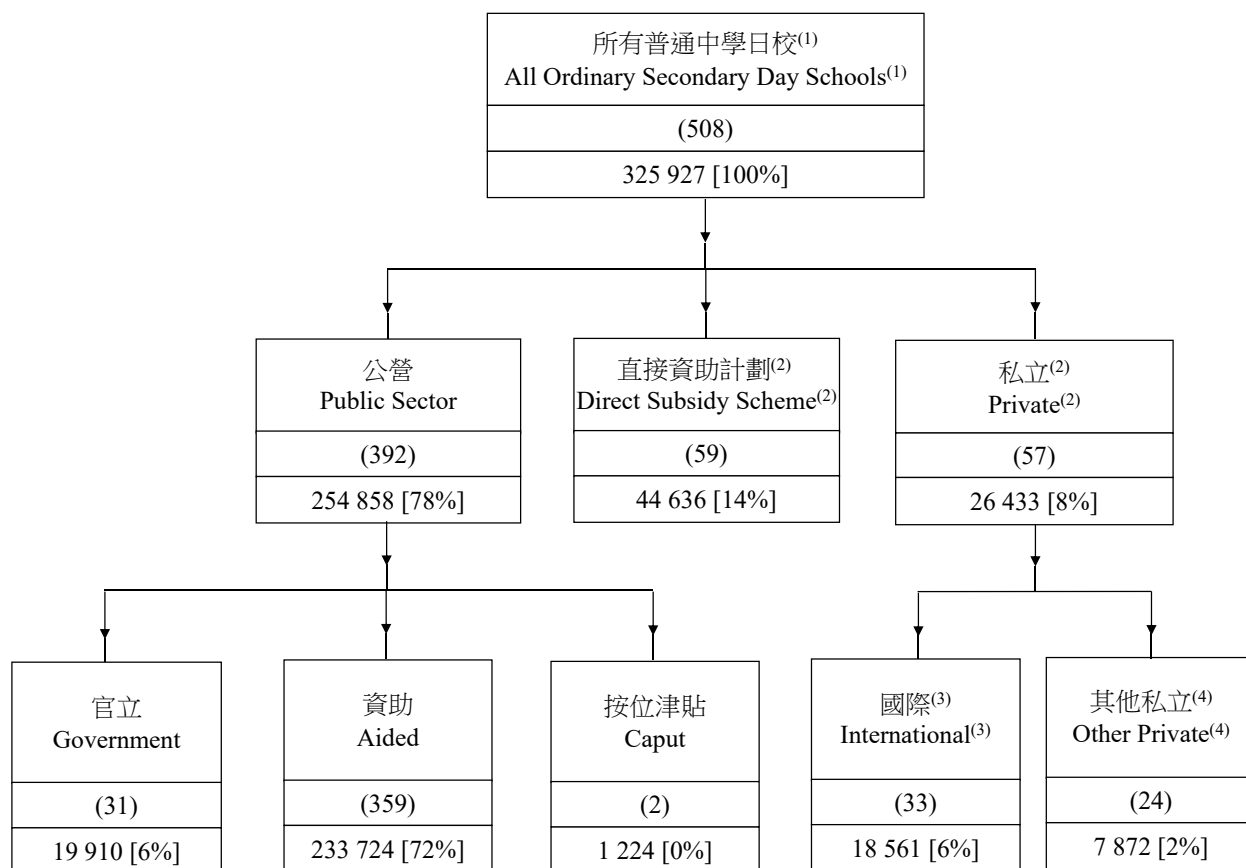 所有普通中學日校(1)
All Ordinary Secondary Day Schools(1)
(508)
325 927 [100%]
公營
Public Sector
(392)
254 858 [78%]
直接資助計劃(2)
Direct Subsidy Scheme(2)
(59)
44 636 [14%]
私立(2)
Private(2)
(57)
26 433 [8%]
官立
Government
(31)
19 910 [6%]
資助
Aided
(359)
233 724 [72%]
按位津貼
Caput
(2)
1 224 [0%]
國際(3)
International(3)
(33)
18 561 [6%]
其他私立(4)
Other Private(4)
(24)
7 872 [2%]